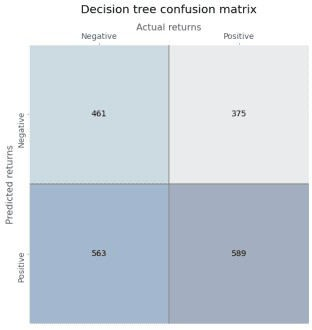 Decision tree confusion matrix
Actual returns
Negative Positive
Predicted returns
Negative
461 375
Positive
563 589